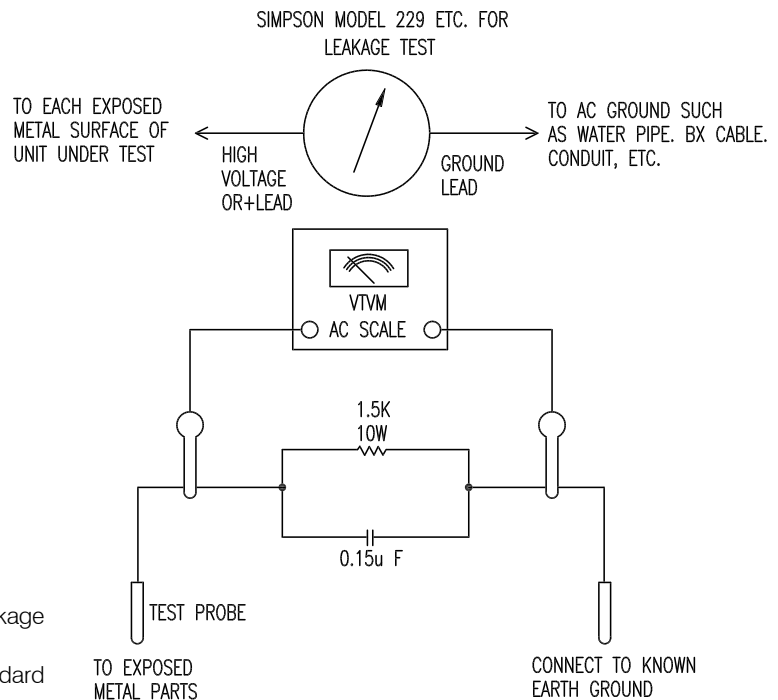 SIMPSON MODEL 229 ETC. FOR
LEAKAGE TEST
TO EACH EXPOSED
METAL SURFACE OF
UNIT UNDER TEST
HIGH
VOLTAGE
OR+LEAD
GROUND
LEAD
TO AC GROUND SUCH
AS WATER PIPE. BX CABLE.
CONDUIT, ETC.
VTVM
AC SCALE
1.5K
10W
0.15u F
TEST PROBE
TO EXPOSED
METAL PARTS
CONNECT TO KNOWN
EARTH GROUND
kage
dard